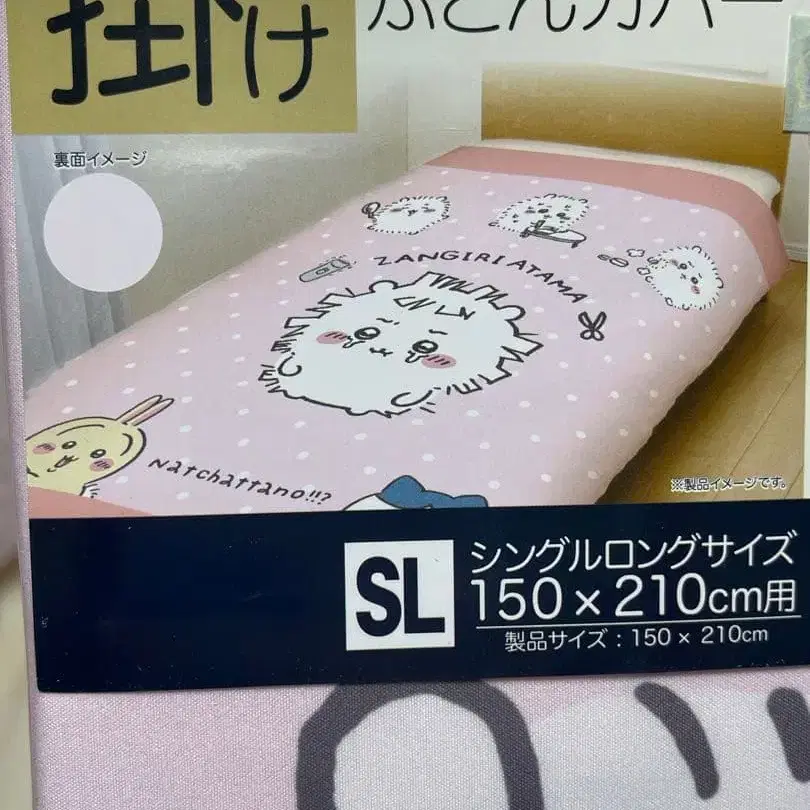 掛け
ふとんカバー
裏面イメージ
ZANGIRI ATAMA
Natchattano!!?
※製品イメージです。
SL
シングルロングサイズ
150×210cm用
製品サイズ：150× 210cm